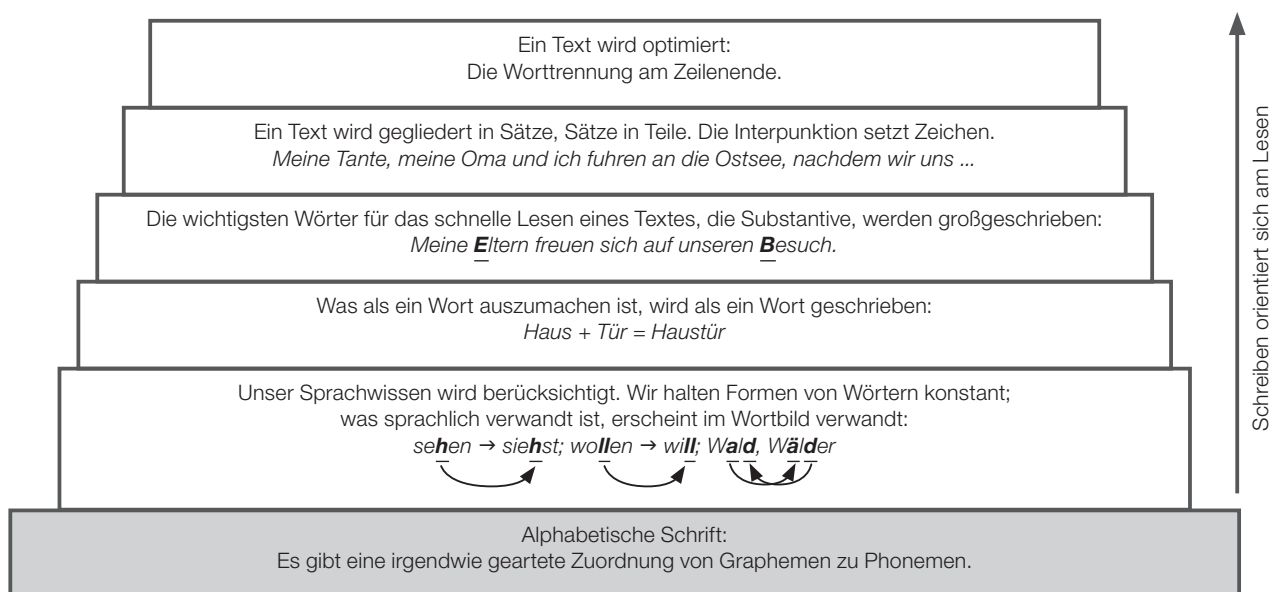 Ein Text wird optimiert:
Die Worttrennung am Zeilenende.
Ein Text wird gegliedert in Sätze, Sätze in Teile. Die Interpunktion setzt Zeichen.
Meine Tante, meine Oma und ich fuhren an die Ostsee, nachdem wir uns ...
Die wichtigsten Wörter für das schnelle Lesen eines Textes, die Substantive, werden großgeschrieben:
Meine Eltern freuen sich auf unseren Besuch.
Was als ein Wort auszumachen ist, wird als ein Wort geschrieben:
Haus + Tür = Haustür
Unser Sprachwissen wird berücksichtigt. Wir halten Formen von Wörtern konstant;
was sprachlich verwandt ist, erscheint im Wortbild verwandt:
sehen → siehst; wollen → will; Wald, Wälder
Alphabetische Schrift:
Es gibt eine irgendwie geartete Zuordnung von Graphemen zu Phonemen.
Schreiben orientiert sich am Lesen